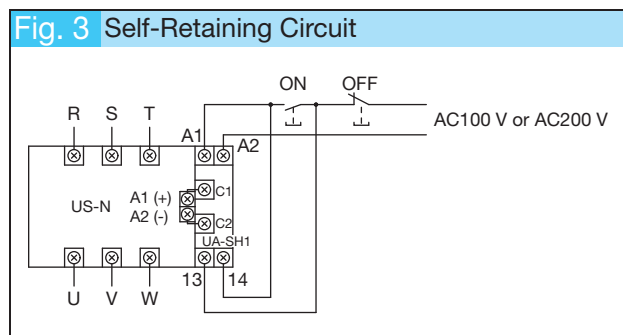 Fig. 3 Self-Retaining Circuit
ON OFF
R S T A1 A2 AC100 V or AC200 V
C1
A1 (+)
US-N
A2 (-) C2
UA-SH1
U V W 13 14